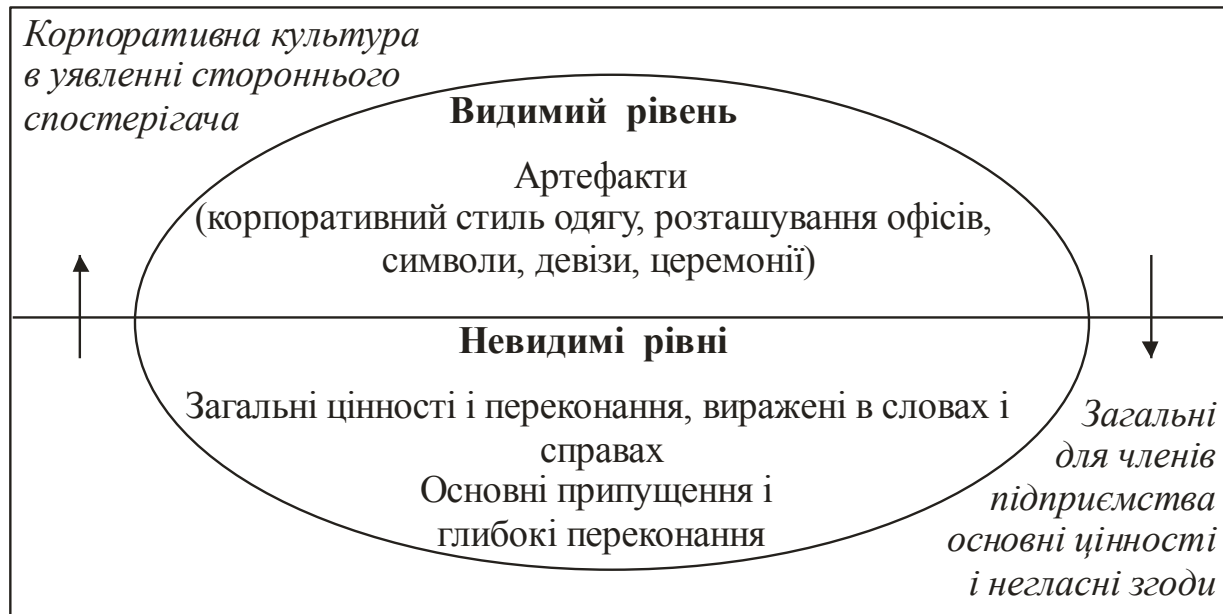 Корпоративна культура
в уявленні стороннього
спостерігача
Видимий рівень
Артефакти
(корпоративний стиль одягу, розташування офісів,
символи, девізи, церемонії)
Невидимі рівні
Загальні цінності і переконання, виражені в словах і
справах
Основні припущення і
глибокі переконання
Загальні
для членів
підприємства
основні цінності
і негласні згоди